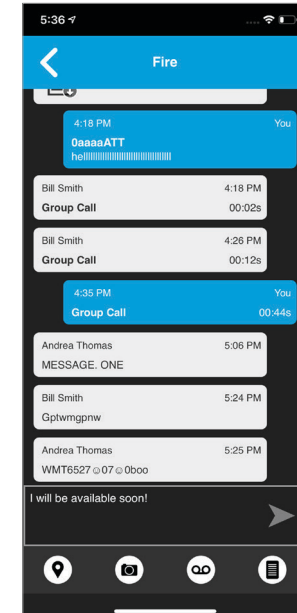 5:36
Fire
4:18 PM You
0aaaaATT
hellllllllllllllllllllllllllllllllllll
Bill Smith 4:18 PM
Group Call 00:02s
Bill Smith 4:26 PM
Group Call 00:12s
4:35 PM You
Group Call 00:44s
Andrea Thomas 5:06 PM
MESSAGE. ONE
Bill Smith 5:24 PM
Gptwmgpnw
Andrea Thomas 5:25 PM
WMT6527☺07☺0boo
I will be available soon!